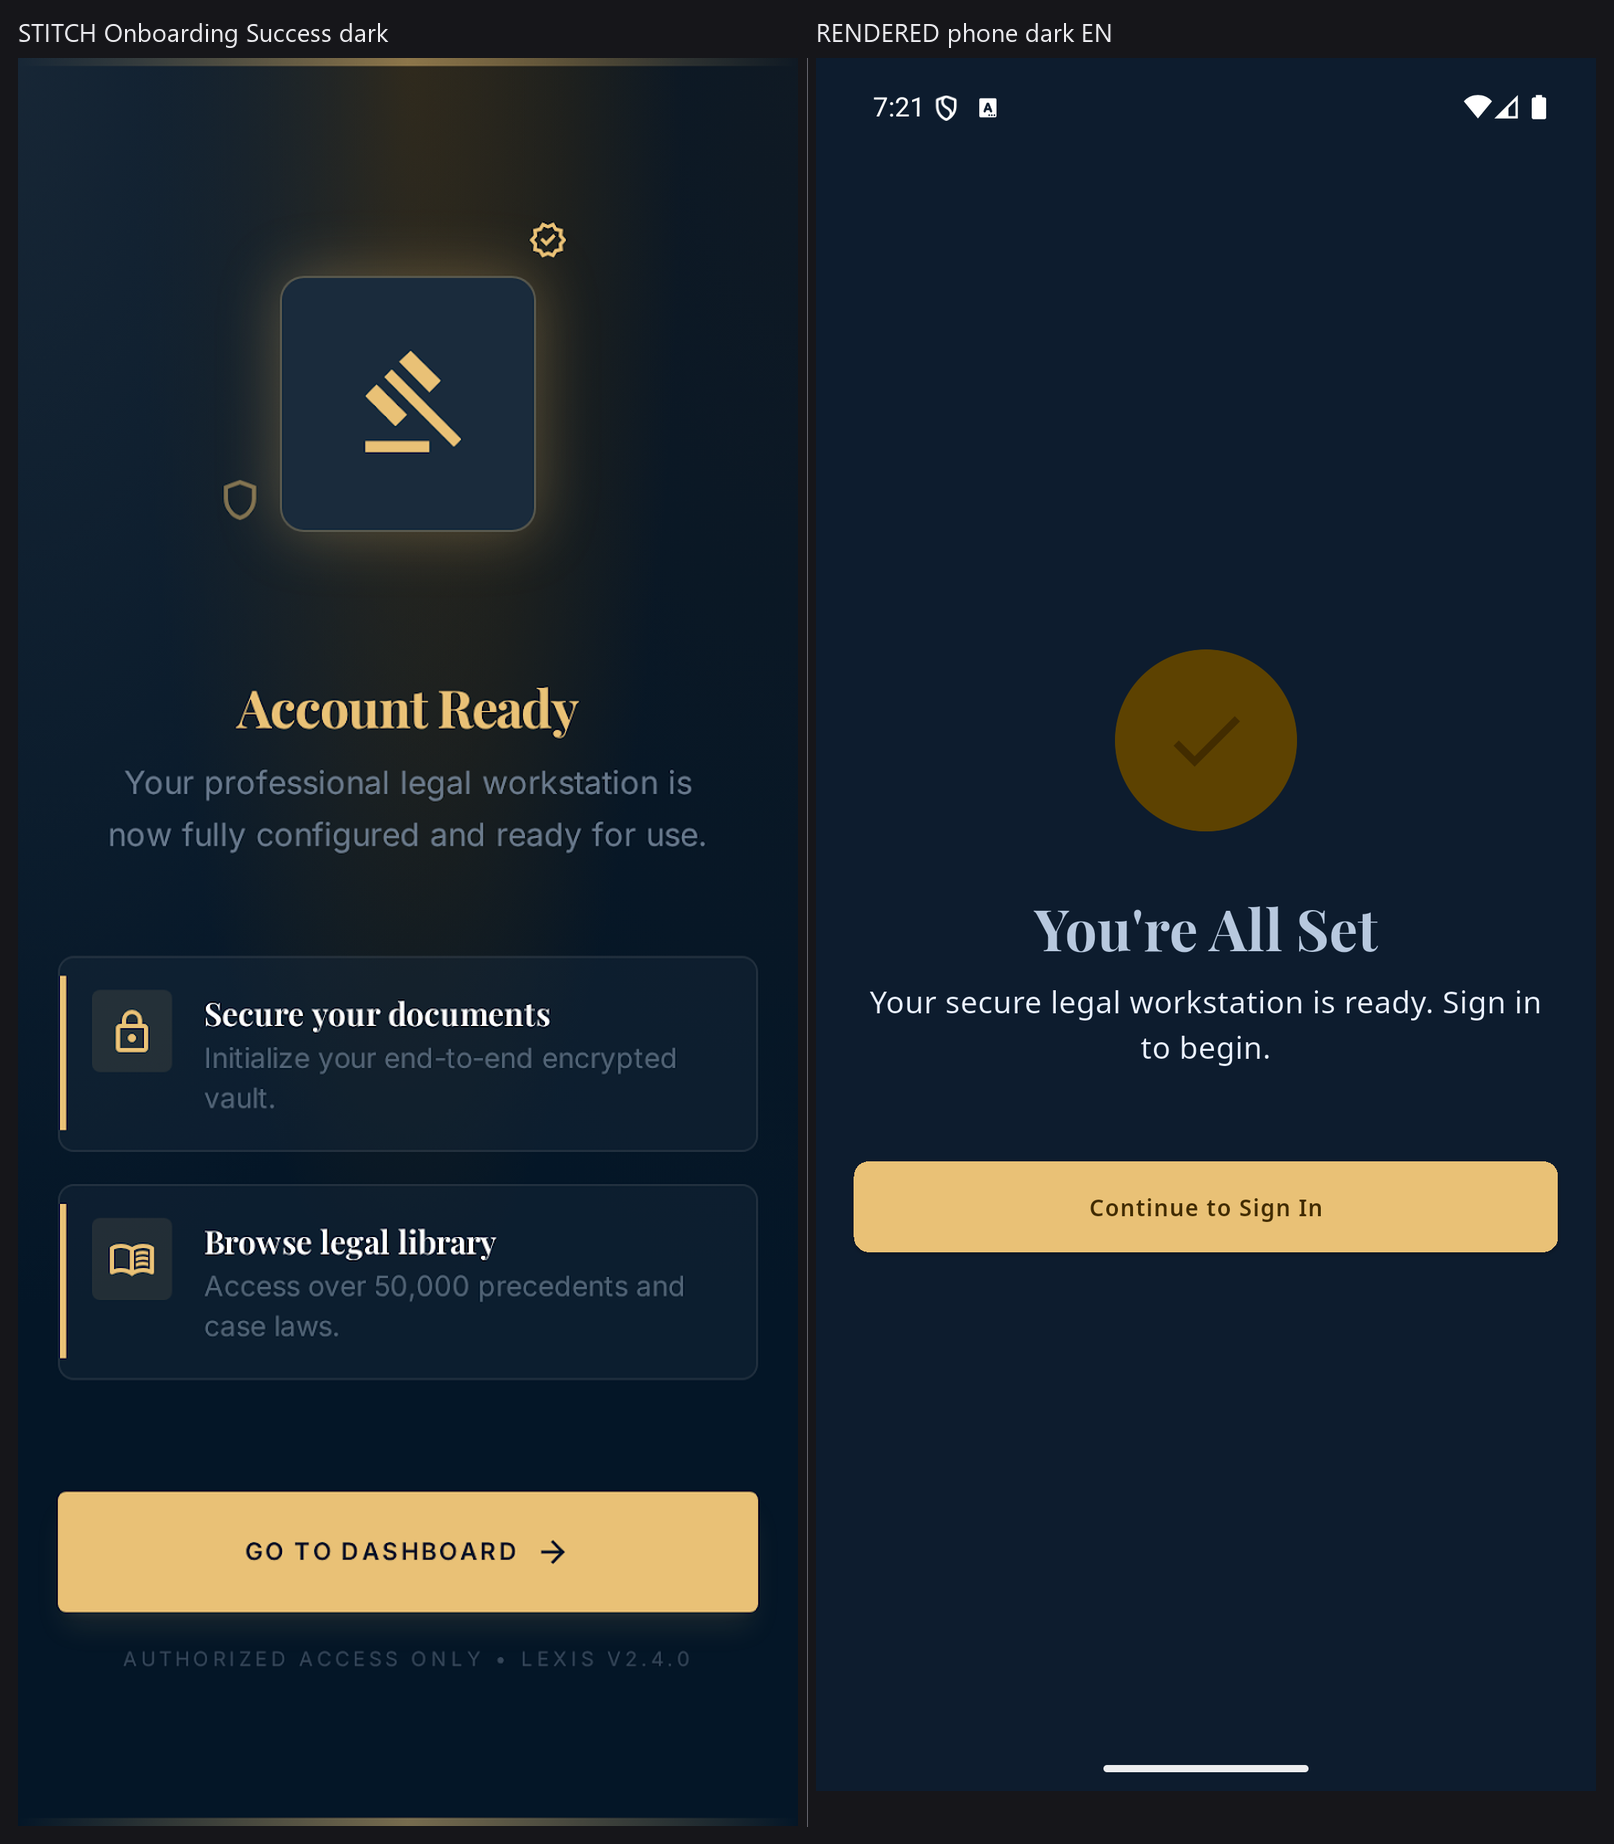 STITCH Onboarding Success dark
Account Ready
Your professional legal workstation is
now fully configured and ready for use.
Secure your documents
Initialize your end-to-end encrypted
vault.
Browse legal library
Access over 50,000 precedents and
case laws.
GO TO DASHBOARD
AUTHORIZED ACCESS ONLY • LEXIS V2.4.0
RENDERED phone dark EN
7:21
A
You're All Set
Your secure legal workstation is ready. Sign in
to begin.
Continue to Sign In